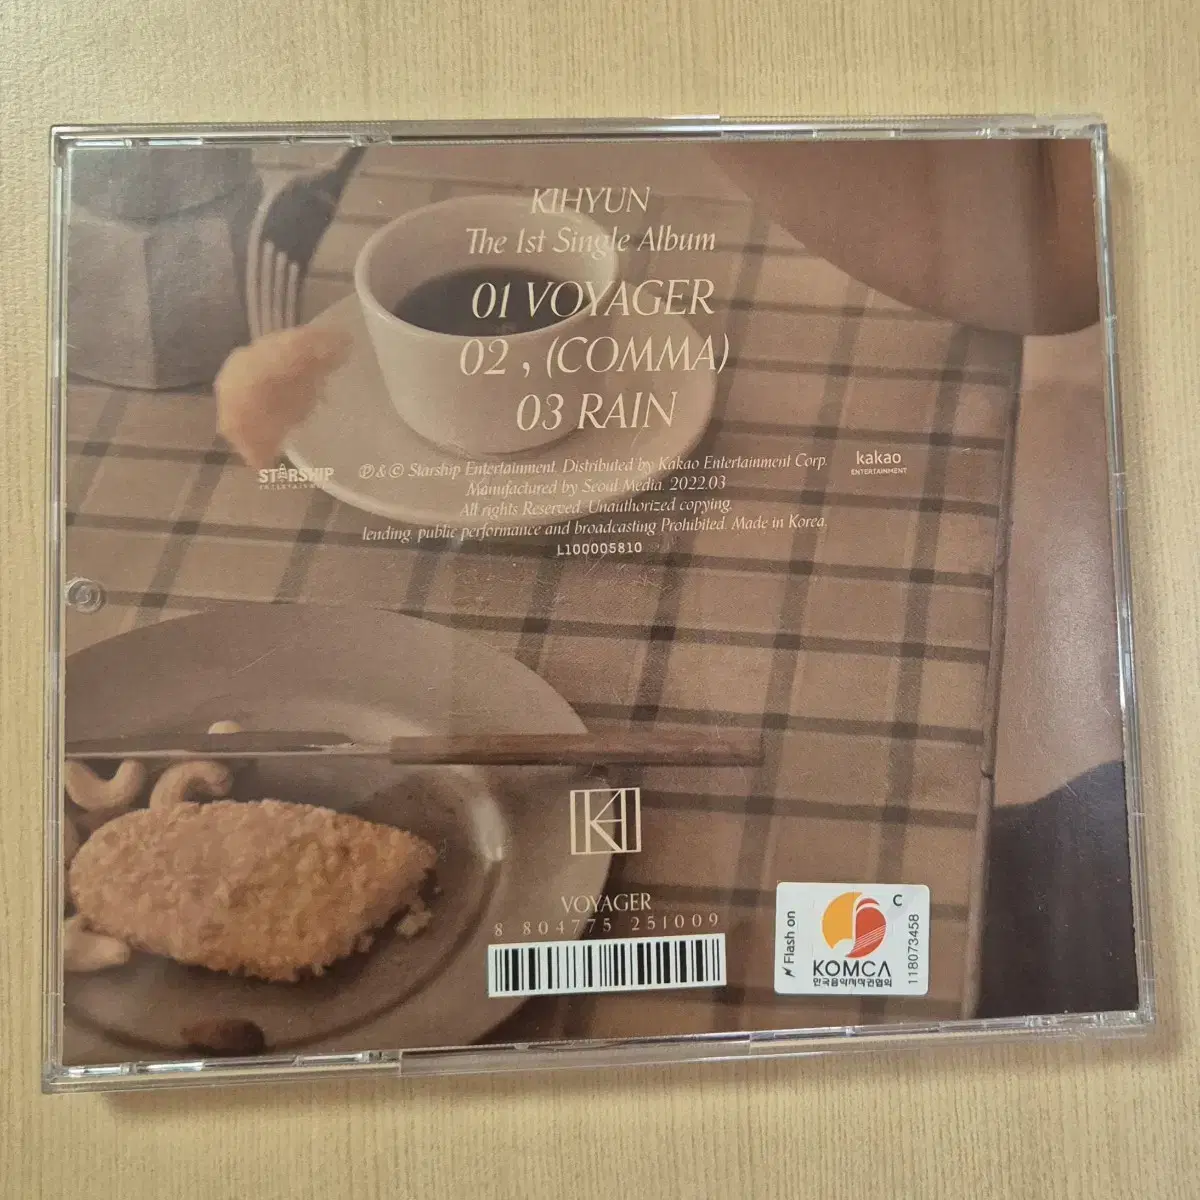 KIHYUN
The 1st Single Album
01 VOYAGER
02 , (COMMA)
03 RAIN
STARSHIP
ENTERTAINMENT
Ⓟ & © Starship Entertainment. Distributed by Kakao Entertainment Corp.
kakao
ENTERTAINMENT
Manufactured by Seoul Media. 2022.03
All rights Reserved. Unauthorized copying,
lending, public performance and broadcasting Prohibited. Made in Korea.
L100005810
KH
VOYAGER
8 804775 251009
Flash on
C
KOMCA
한국음악저작권협회
118073458